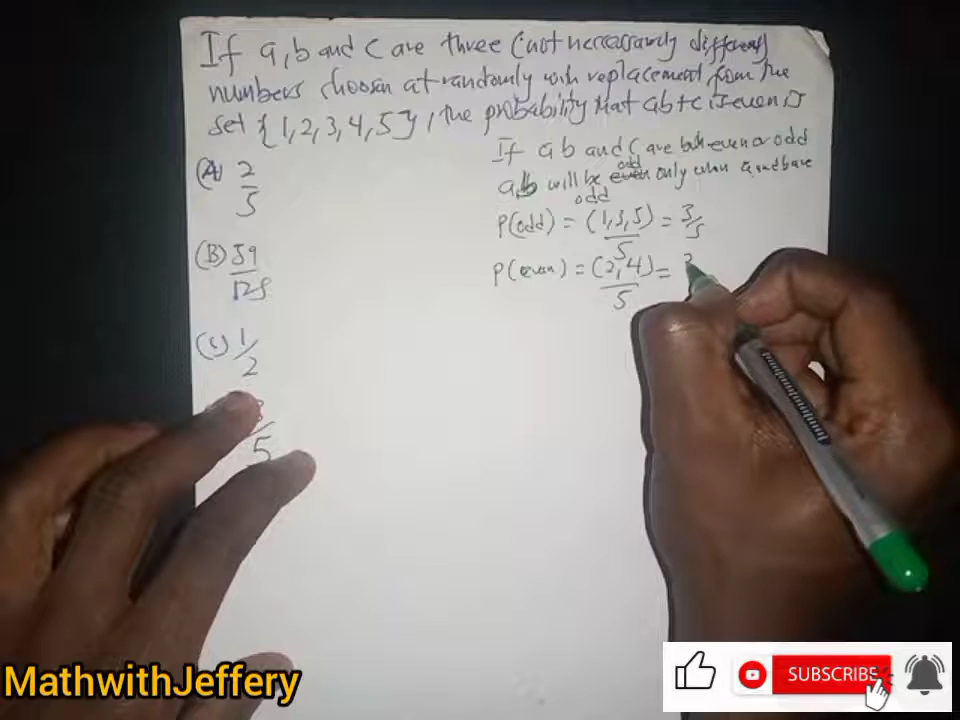 If a, b and c are three (not necessarily different)
numbers choosen at randomly with replacement from the
set {1, 2, 3, 4, 5}, the probability that ab + c is even is
(A) 2/5
(B) 59/125
(C) 1/2
5
If ab and c are both even or odd
a,b will be odd only when a and b are
odd
P(odd) = (1,3,5)/5 = 3/5
P(even) = (2,4)/5 =
MathwithJeffery
SUBSCRIBE